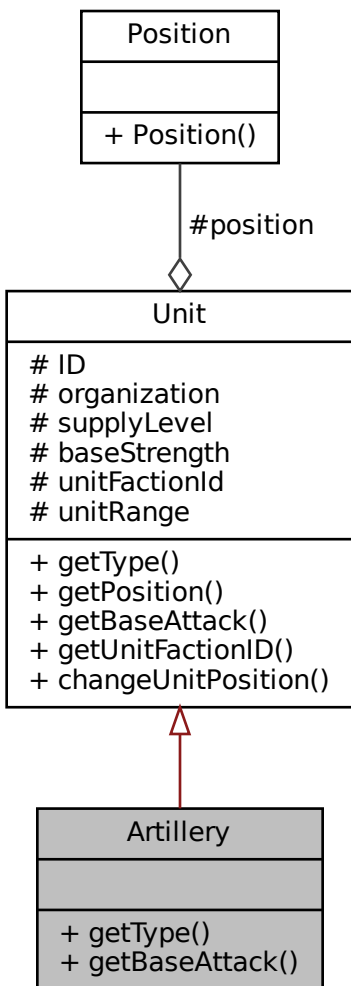 Position
+ Position()
#position
Unit
# ID
# organization
# supplyLevel
# baseStrength
# unitFactionId
# unitRange
+ getType()
+ getPosition()
+ getBaseAttack()
+ getUnitFactionID()
+ changeUnitPosition()
Artillery
+ getType()
+ getBaseAttack()